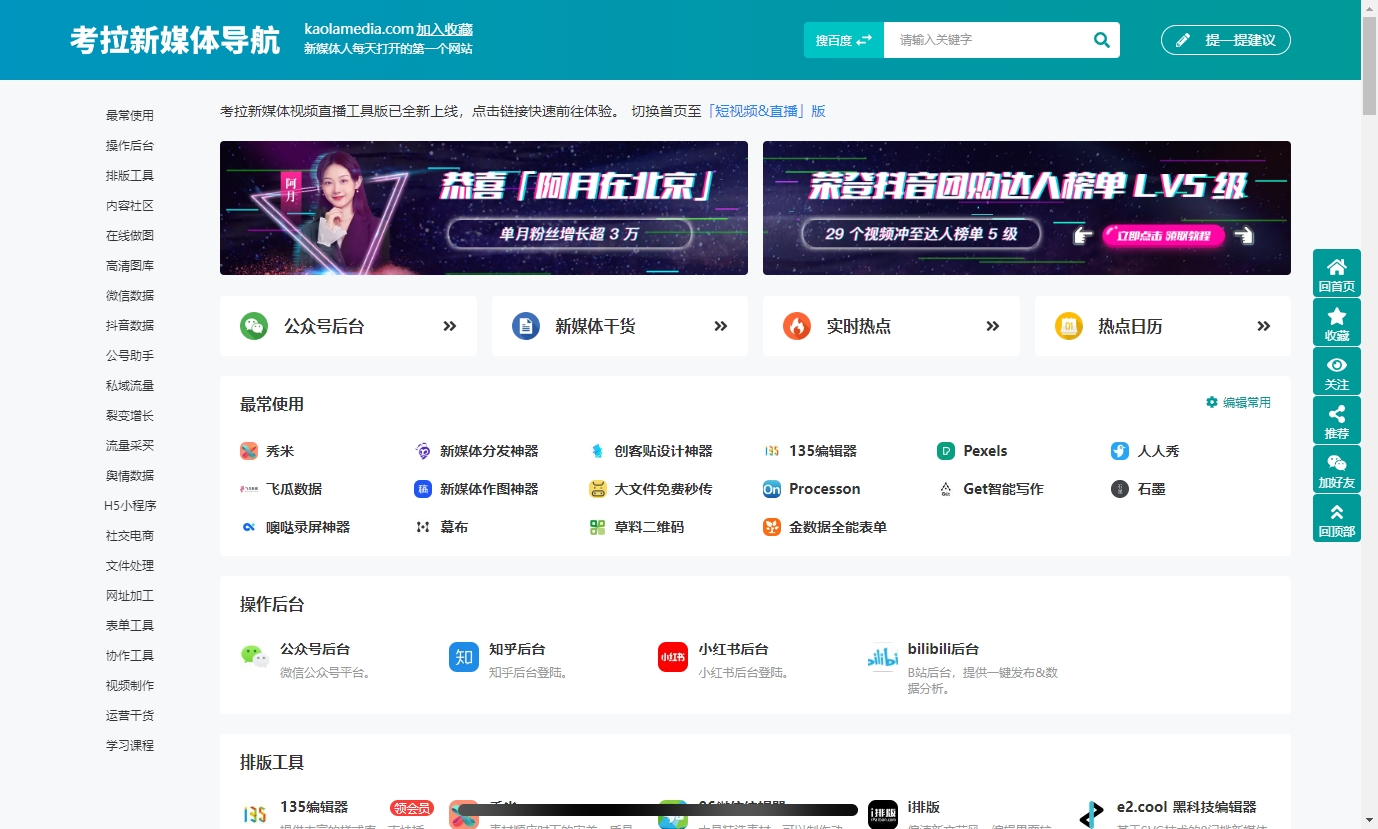 考拉新媒体导航
kaolamedia.com 加入收藏
新媒体人每天打开的第一个网站
搜百度
请输入关键字
提一提建议
最常使用
操作后台
排版工具
内容社区
在线做图
高清图库
微信数据
抖音数据
公号助手
私域流量
裂变增长
流量采买
舆情数据
H5小程序
社交电商
文件处理
网址加工
表单工具
协作工具
视频制作
运营干货
学习课程
考拉新媒体视频直播工具版已全新上线，点击链接快速前往体验。 切换首页至「短视频&直播」版
阿月
恭喜「阿月在北京」
单月粉丝增长超 3 万
荣登抖音团购达人榜单 LV5 级
29 个视频冲至达人榜单 5 级
立即点击 领取教程
公众号后台
新媒体干货
实时热点
热点日历
最常使用
编辑常用
秀米
新媒体分发神器
创客贴设计神器
135编辑器
Pexels
人人秀
飞瓜数据
新媒体作图神器
大文件免费秒传
Processon
Get智能写作
石墨
噢哒录屏神器
幕布
草料二维码
金数据全能表单
操作后台
公众号后台
微信公众号平台。
知
知乎后台
知乎后台登陆。
小红书
小红书后台
小红书后台登陆。
bilibili
bilibili后台
B站后台，提供一键发布&数
据分析。
排版工具
135
135编辑器
领会员
i排版
i排版
e2.cool 黑科技编辑器
回首页
收藏
关注
推荐
加好友
回顶部